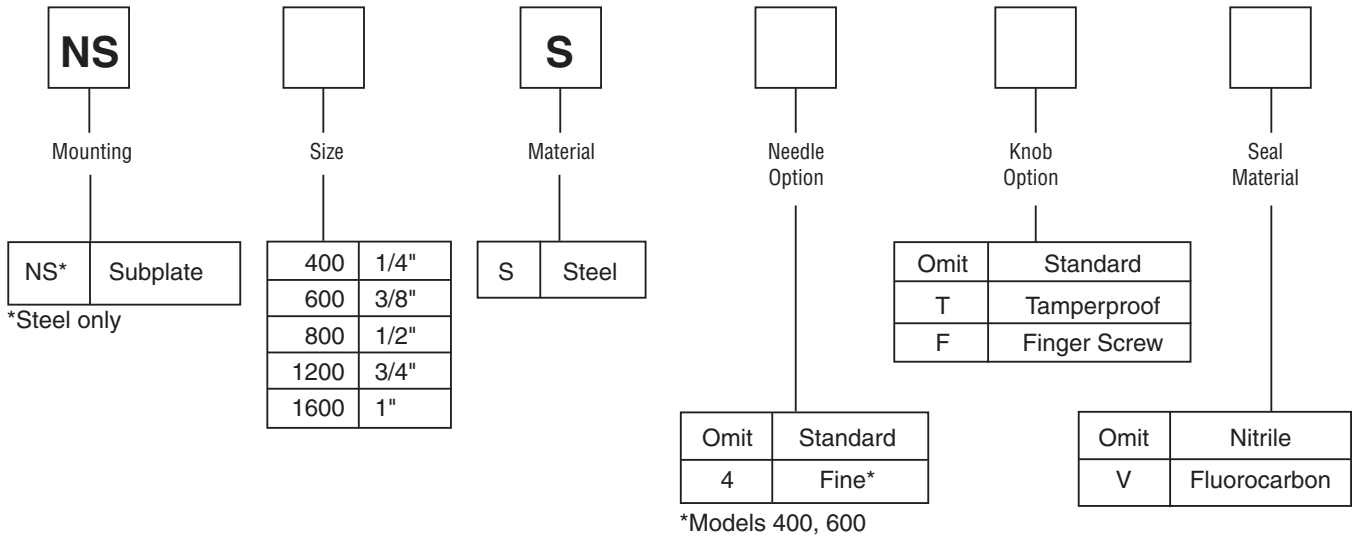 NS
S
Mounting
Size
Material
Needle
Option
Knob
Option
Seal
Material
NS* Subplate
*Steel only
400 1/4"
600 3/8"
800 1/2"
1200 3/4"
1600 1"
S Steel
Omit Standard
4 Fine*
*Models 400, 600
Omit Standard
T Tamperproof
F Finger Screw
Omit Nitrile
V Fluorocarbon